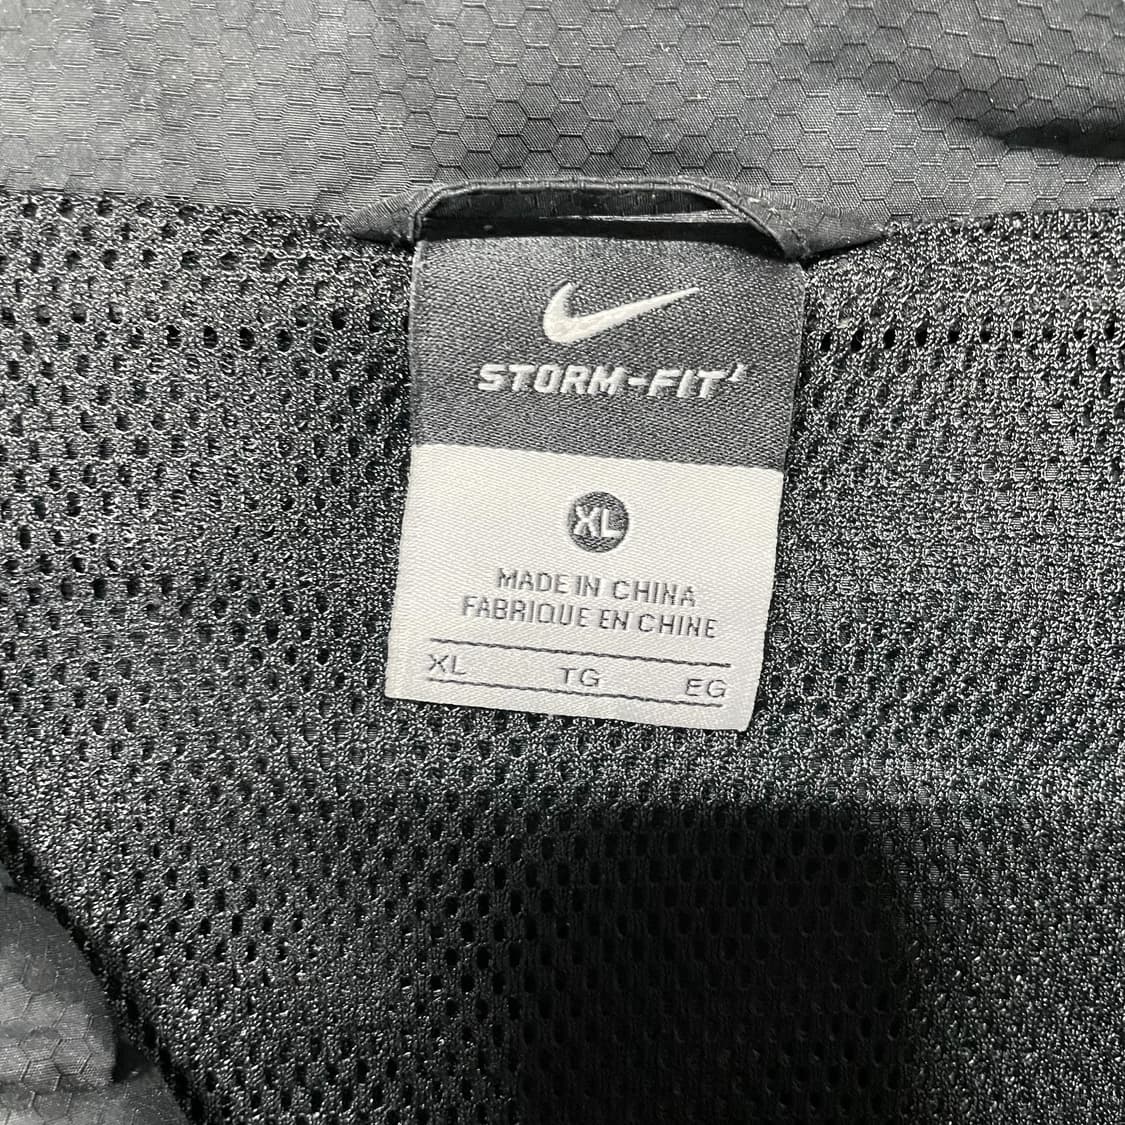 STORM-FIT
XL
MADE IN CHINA
FABRIQUE EN CHINE
XL TG EG